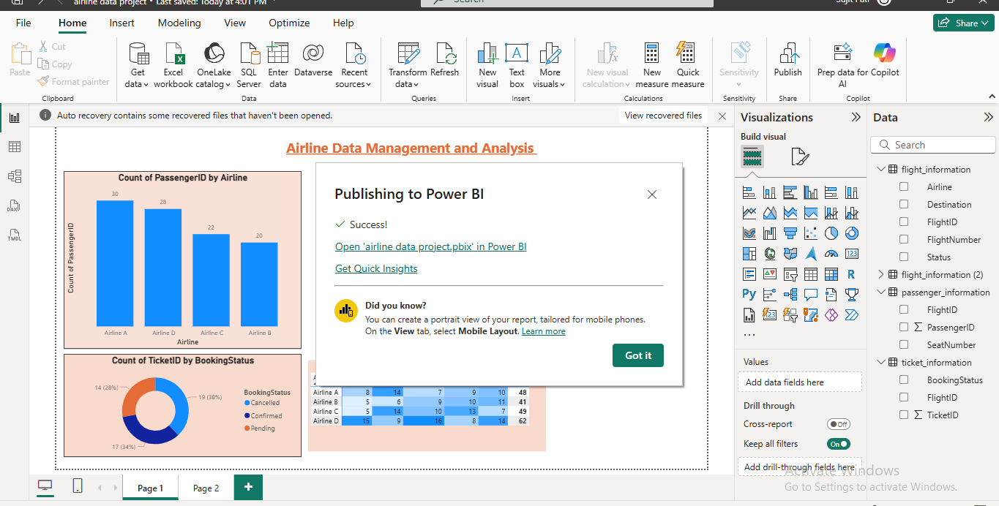 airline data project • Last saved: Today at 4:01 PM
Search
Sujit Pati
File Home Insert Modeling View Optimize Help
Share
Paste
Cut
Copy
Format painter
Clipboard
Get data
Excel workbook
OneLake catalog
SQL Server
Enter data
Dataverse
Recent sources
Data
Transform data
Refresh
Queries
New visual
Text box
More visuals
Insert
New visual calculation
New measure
Quick measure
Calculations
Sensitivity
Sensitivity
Publish
Share
Prep data for AI
Copilot
Copilot
Auto recovery contains some recovered files that haven't been opened.
View recovered files
Airline Data Management and Analysis
Count of PassengerID by Airline
Count of PassengerID
30
28
22
20
Airline A Airline D Airline C Airline B
Airline
Count of TicketID by BookingStatus
14 (28%)
19 (38%)
17 (34%)
BookingStatus
Cancelled
Confirmed
Pending
Publishing to Power BI
Success!
Open 'airline data project.pbix' in Power BI
Get Quick Insights
Did you know?
You can create a portrait view of your report, tailored for mobile phones.
On the View tab, select Mobile Layout. Learn more
Got it
Airline A 8 14 7 9 10 48
Airline B 5 6 9 10 11 41
Airline C 5 14 10 13 7 49
Airline D 15 9 16 8 14 62
Page 1
Page 2
+
Visualizations
Build visual
123
R
Py
123
...
Values
Add data fields here
Drill through
Cross-report
Off
Keep all filters
On
Add drill-through fields here
Data
Search
flight_information
Airline
Destination
FlightID
FlightNumber
Status
flight_information (2)
passenger_information
FlightID
PassengerID
SeatNumber
ticket_information
BookingStatus
FlightID
TicketID
Activate Windows
Go to Settings to activate Windows.
DAX
TMDL